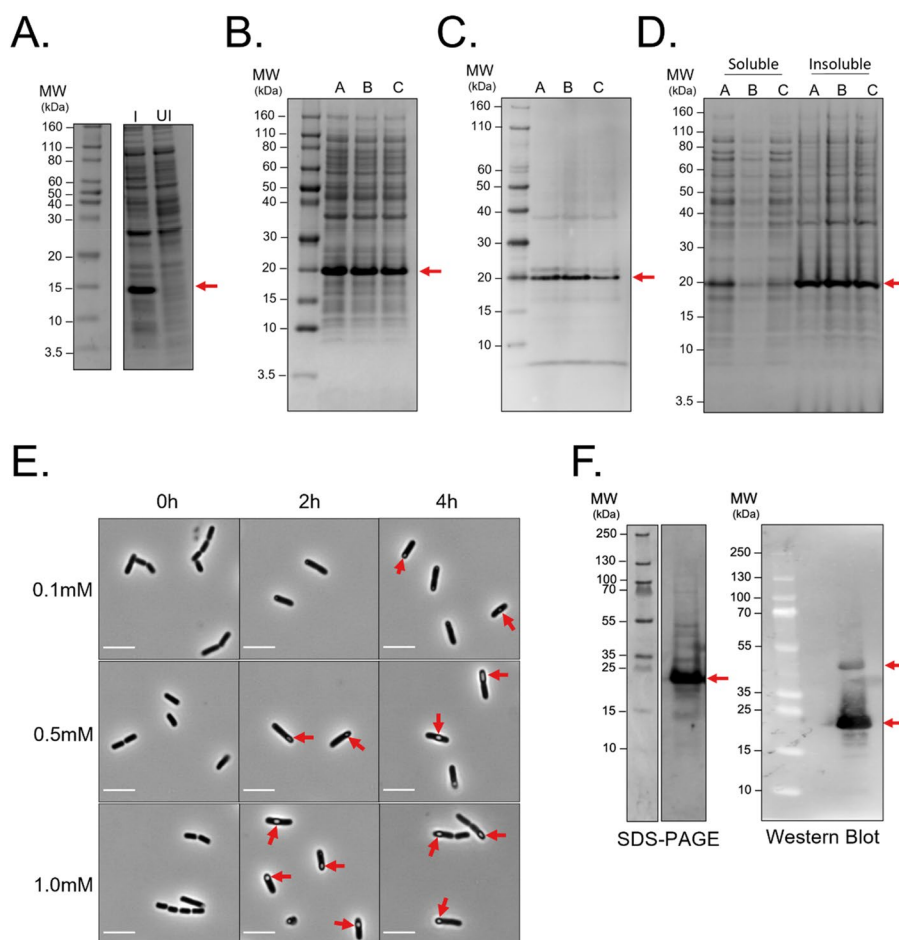 A.
MW
(kDa)
I UI
160
110
80
60
50
40
30
20
15
10
3.5
B.
MW
(kDa)
A B C
160
110
80
60
50
40
30
20
15
10
3.5
C.
MW
(kDa)
A B C
160
110
60
50
40
30
20
15
10
D.
MW
(kDa)
Soluble Insoluble
A B C A B C
160
110
80
60
50
40
30
20
15
10
3.5
E.
0h 2h 4h
0.1mM
0.5mM
1.0mM
F.
MW
(kDa)
250
130
100
70
55
35
25
15
10
SDS-PAGE
MW
(kDa)
250
130
100
70
55
35
25
15
10
Western Blot